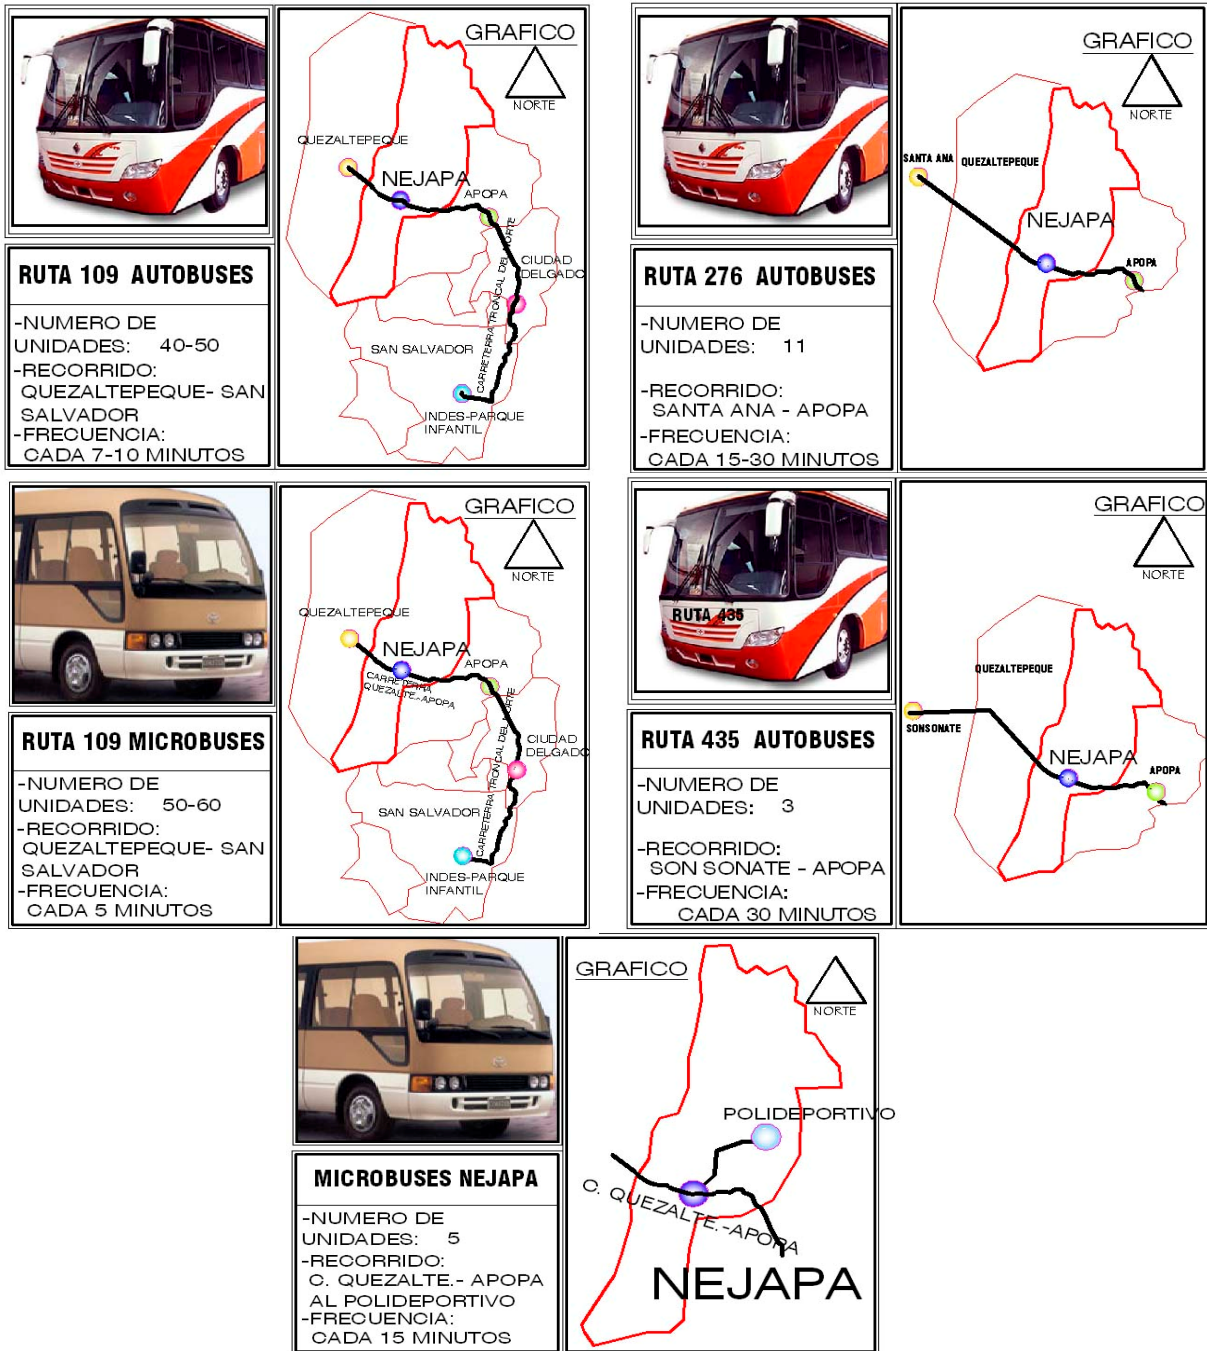 GRAFICO
NORTE
QUEZALTEPEQUE
NEJAPA
APOPA
CIUDAD
DELGADO
CARRETERRA TRONCAL DEL NORTE
SAN SALVADOR
INDES-PARQUE
INFANTIL
RUTA 109 AUTOBUSES
-NUMERO DE
UNIDADES: 40-50
-RECORRIDO:
QUEZALTEPEQUE- SAN
SALVADOR
-FRECUENCIA:
CADA 7-10 MINUTOS
GRAFICO
NORTE
SANTA ANA
QUEZALTEPEQUE
NEJAPA
APOPA
RUTA 276 AUTOBUSES
-NUMERO DE
UNIDADES: 11
-RECORRIDO:
SANTA ANA - APOPA
-FRECUENCIA:
CADA 15-30 MINUTOS
GRAFICO
NORTE
QUEZALTEPEQUE
NEJAPA
CARRETERRA
QUEZALTE.-APOPA
APOPA
CIUDAD
DELGADO
CARRETERRA TRONCAL DEL NORTE
SAN SALVADOR
INDES-PARQUE
INFANTIL
RUTA 109 MICROBUSES
-NUMERO DE
UNIDADES: 50-60
-RECORRIDO:
QUEZALTEPEQUE- SAN
SALVADOR
-FRECUENCIA:
CADA 5 MINUTOS
RUTA 435
GRAFICO
NORTE
QUEZALTEPEQUE
SONSONATE
NEJAPA
APOPA
RUTA 435 AUTOBUSES
-NUMERO DE
UNIDADES: 3
-RECORRIDO:
SON SONATE - APOPA
-FRECUENCIA:
CADA 30 MINUTOS
GRAFICO
NORTE
POLIDEPORTIVO
C. QUEZALTE.-APOPA
NEJAPA
MICROBUSES NEJAPA
-NUMERO DE
UNIDADES: 5
-RECORRIDO:
C. QUEZALTE.- APOPA
AL POLIDEPORTIVO
-FRECUENCIA:
CADA 15 MINUTOS